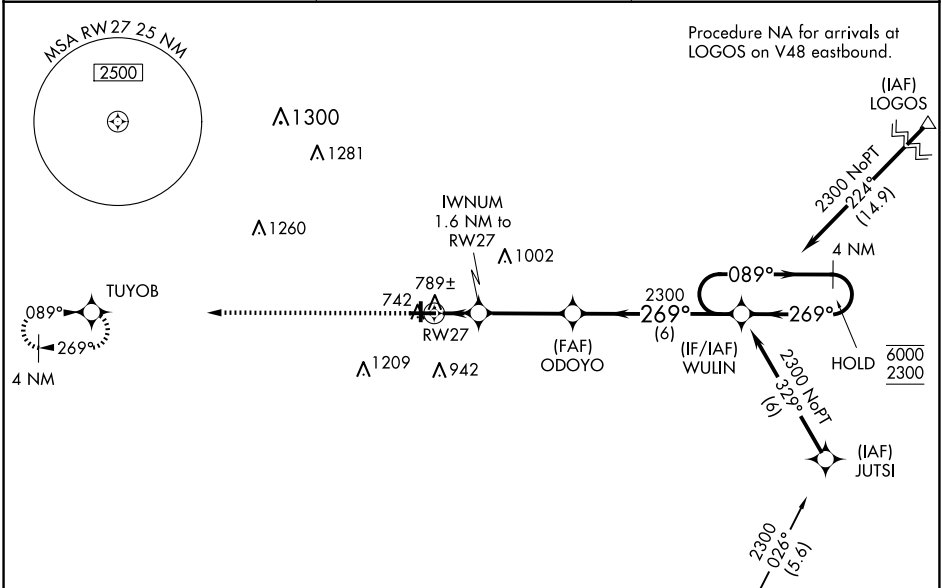 MSA RW27 25 NM
2500
Procedure NA for arrivals at
LOGOS on V48 eastbound.
(IAF)
LOGOS
1300
1281
2300 NoPT
224°
(14.9)
IWNUM
1.6 NM to
RW27
1260
1002
4 NM
089°
789±
TUYOB
742
2300
089°
269°
269°
RW27
(6)
269°
(FAF)
ODOYO
(IF/IAF)
WULIN
HOLD
6000
2300
4 NM
1209
942
2300 NoPT
329°
(6)
(IAF)
JUTSI
2300
026°
(5.6)